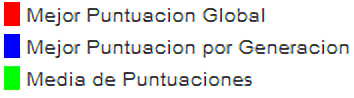 Mejor Puntuacion Global
Mejor Puntuacion por Generacion
Media de Puntuaciones